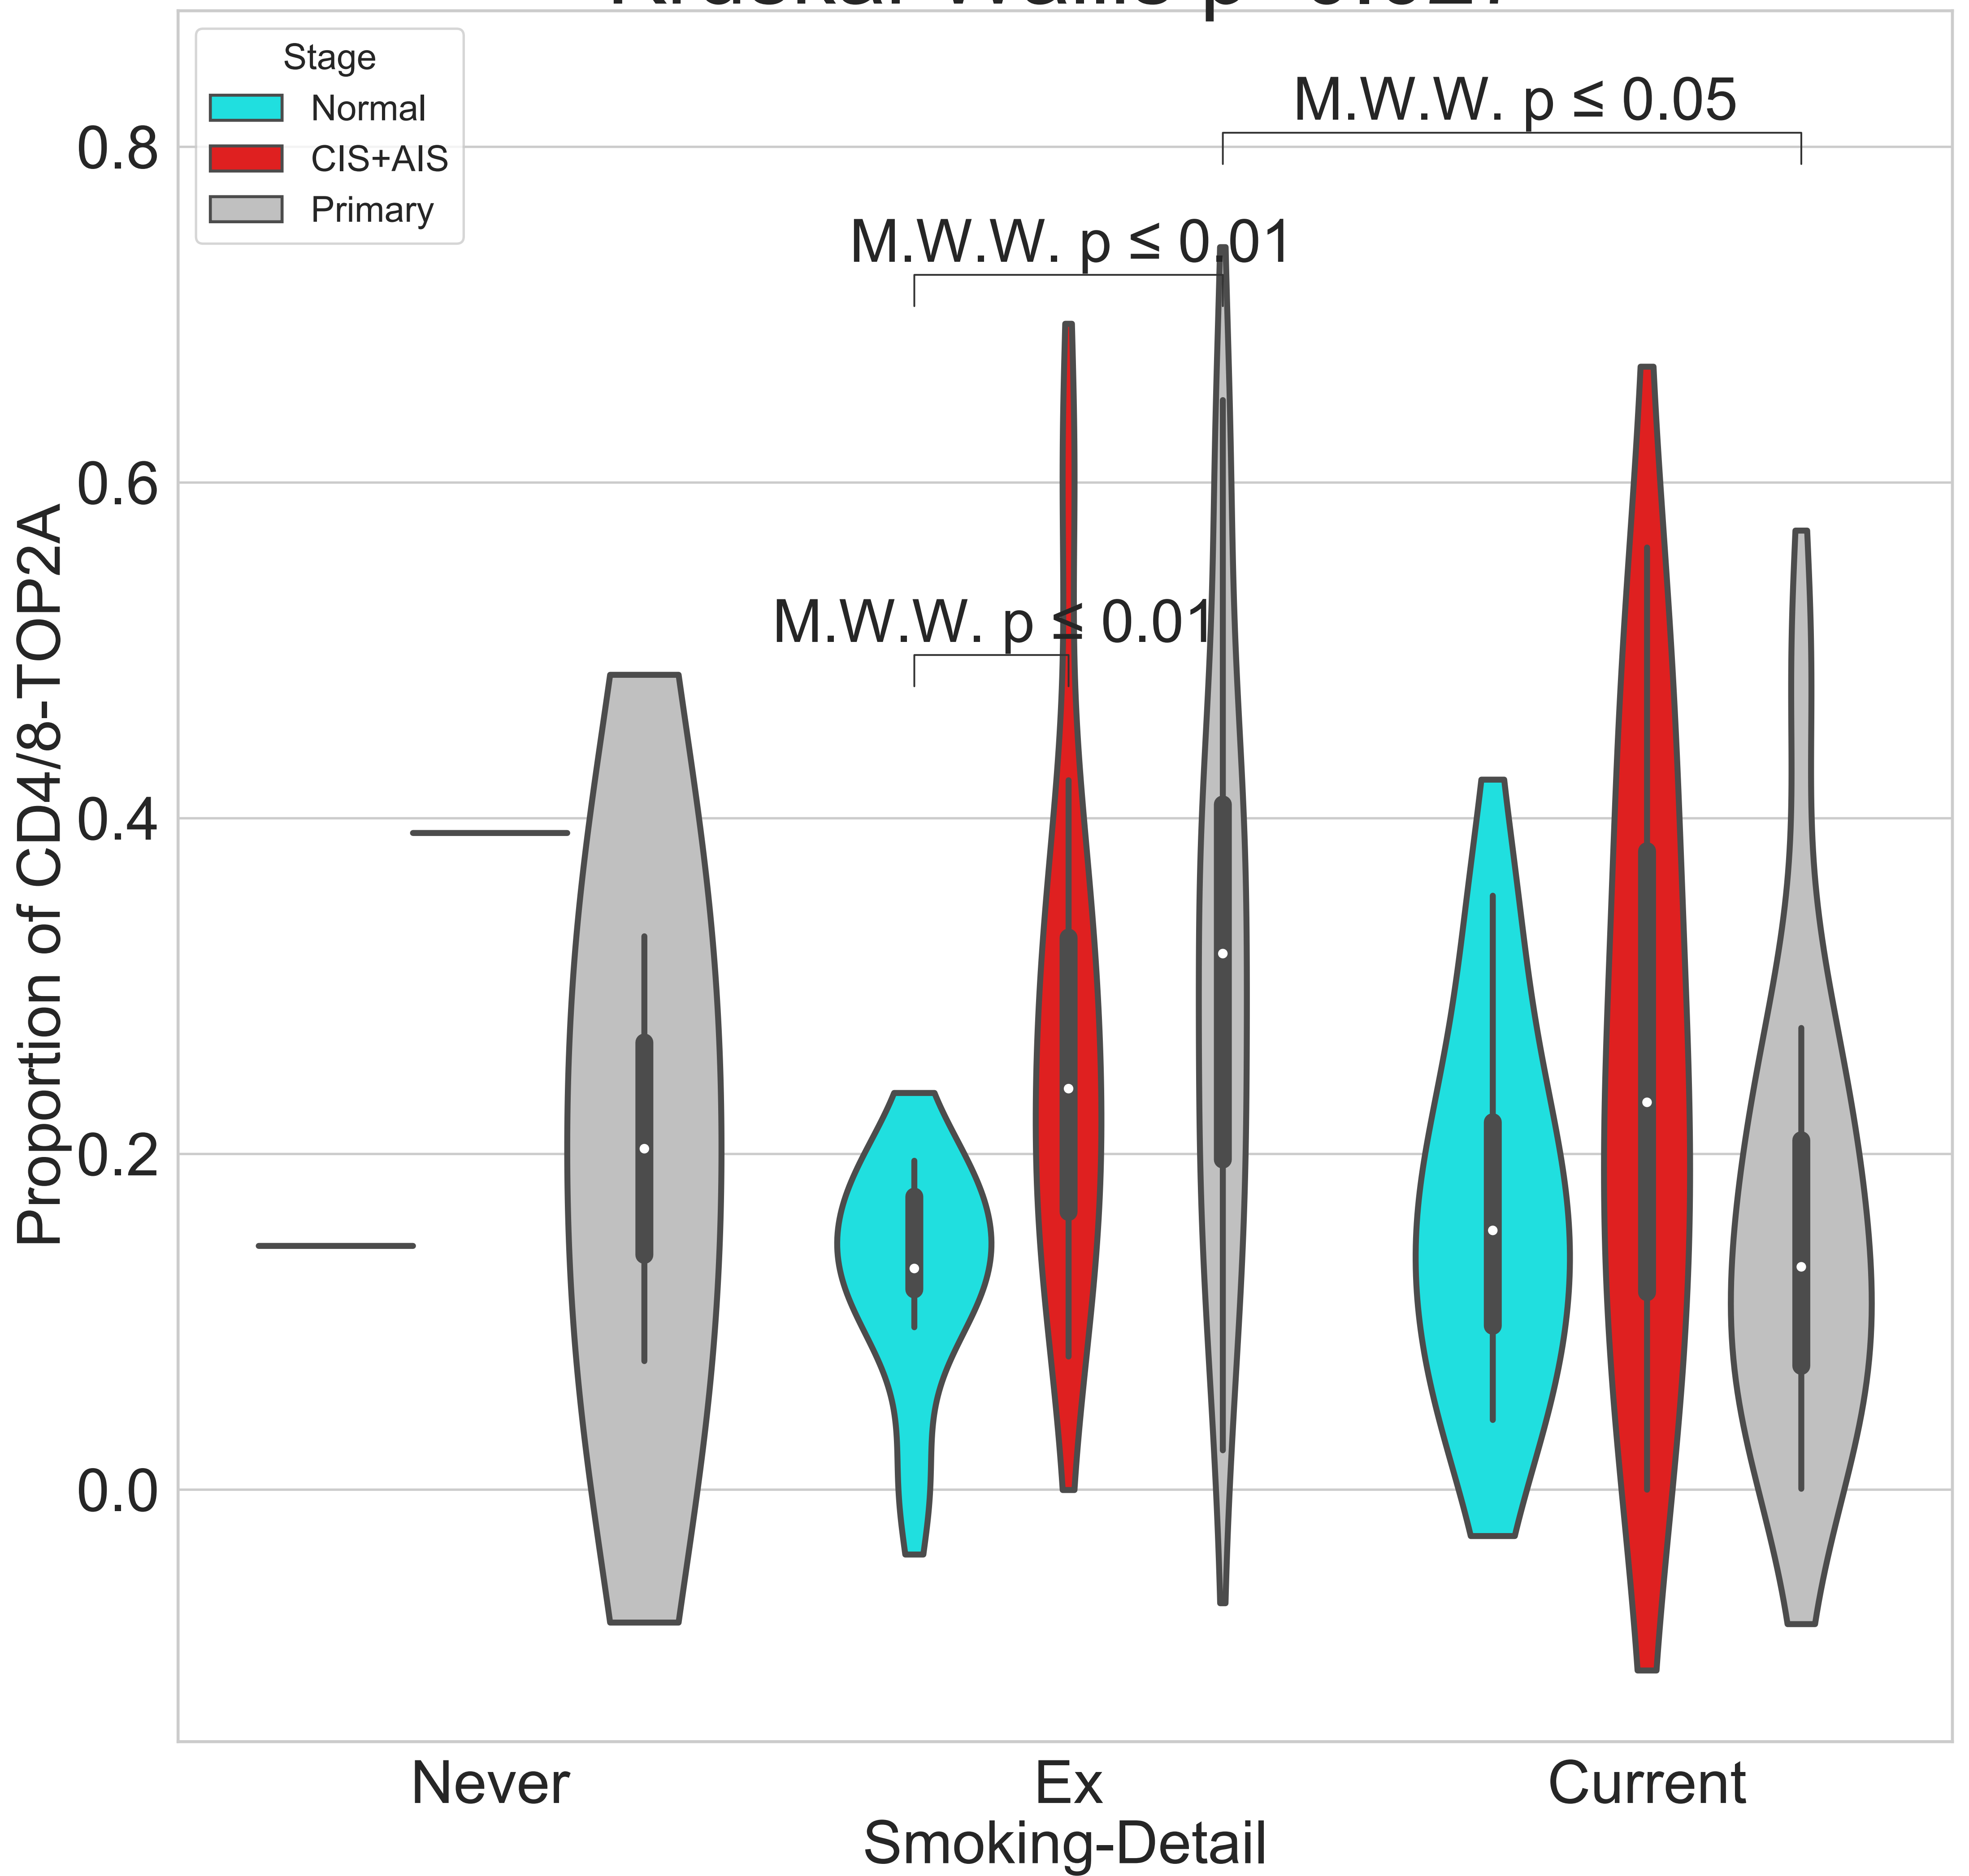 Stage
Normal
CIS+AIS
Primary
M.W.W. p ≤ 0.05
M.W.W. p ≤ 0.01
M.W.W. p ≤ 0.01
0.8
0.6
0.4
0.2
0.0
Proportion of CD4/8-TOP2A
Never Ex Current
Smoking-Detail